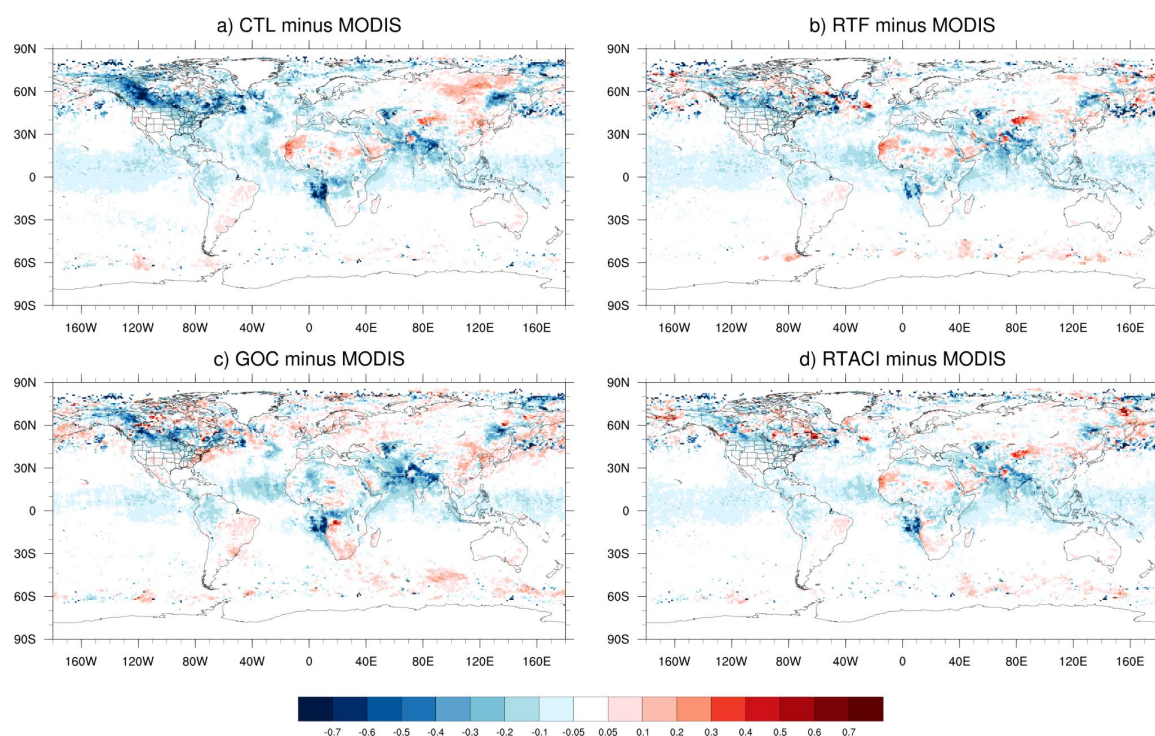 a) CTL minus MODIS
90N
60N
30N
0
30S
60S
90S
160W 120W 80W 40W 0 40E 80E 120E 160E
b) RTF minus MODIS
90N
60N
30N
0
30S
60S
90S
160W 120W 80W 40W 0 40E 80E 120E 160E
c) GOC minus MODIS
90N
60N
30N
0
30S
60S
90S
160W 120W 80W 40W 0 40E 80E 120E 160E
d) RTACI minus MODIS
90N
60N
30N
0
30S
60S
90S
160W 120W 80W 40W 0 40E 80E 120E 160E
-0.7 -0.6 -0.5 -0.4 -0.3 -0.2 -0.1 -0.05 0.05 0.1 0.2 0.3 0.4 0.5 0.6 0.7